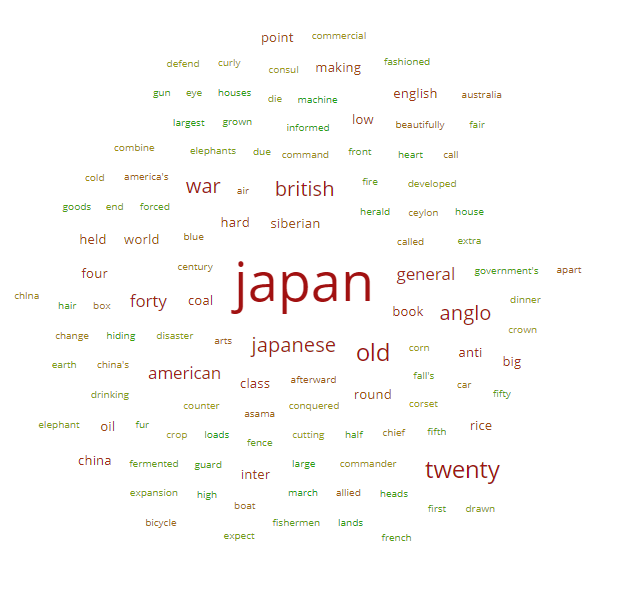 point commercial
defend curly consul making fashioned
gun eye houses die machine english australia
largest grown informed low beautifully fair
combine elephants due command front heart call
cold america's war air british fire developed
goods end forced hard siberian herald ceylon house
held world blue called extra
four century japan general government's apart
chlna hair box forty coal book anglo dinner
change hiding disaster arts japanese old corn anti big crown
earth china's american class afterward fall's car
drinking counter asama conquered round corset fifty
elephant oil fur crop loads fence cutting half chief fifth rice
china fermented guard inter large commander twenty
expansion high boat march allied heads first drawn
bicycle expect fishermen lands french